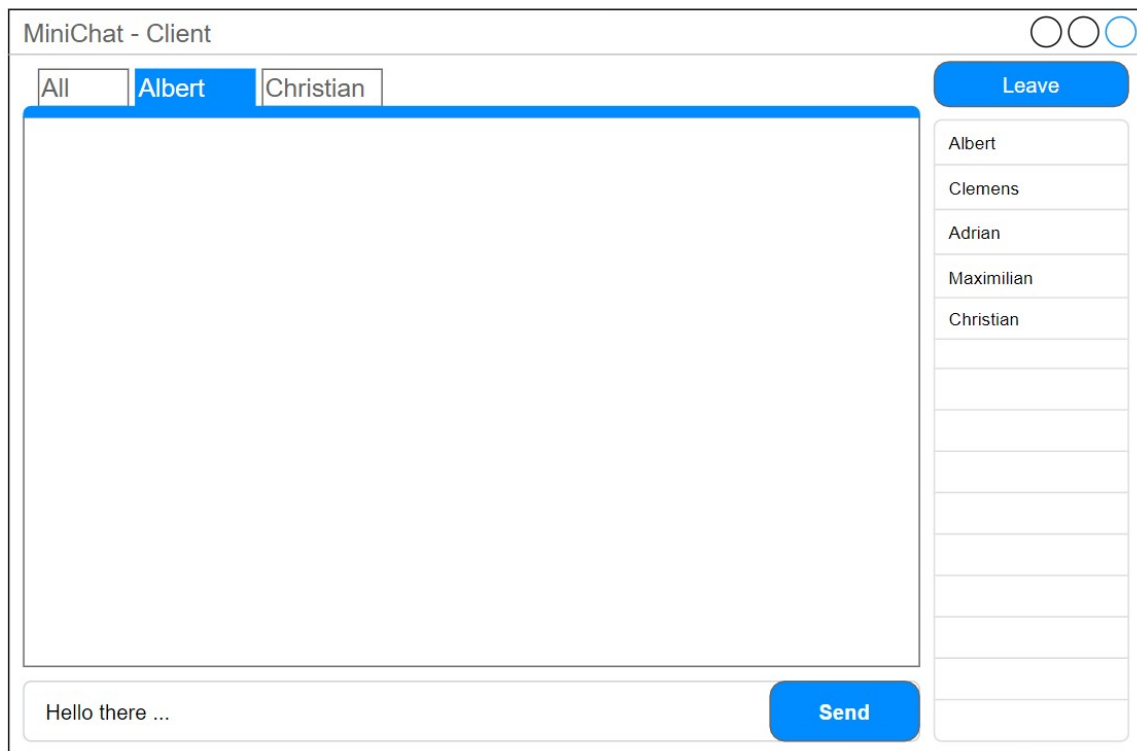 MiniChat - Client
All
Albert
Christian
Leave
Albert
Clemens
Adrian
Maximilian
Christian
Hello there ...
Send